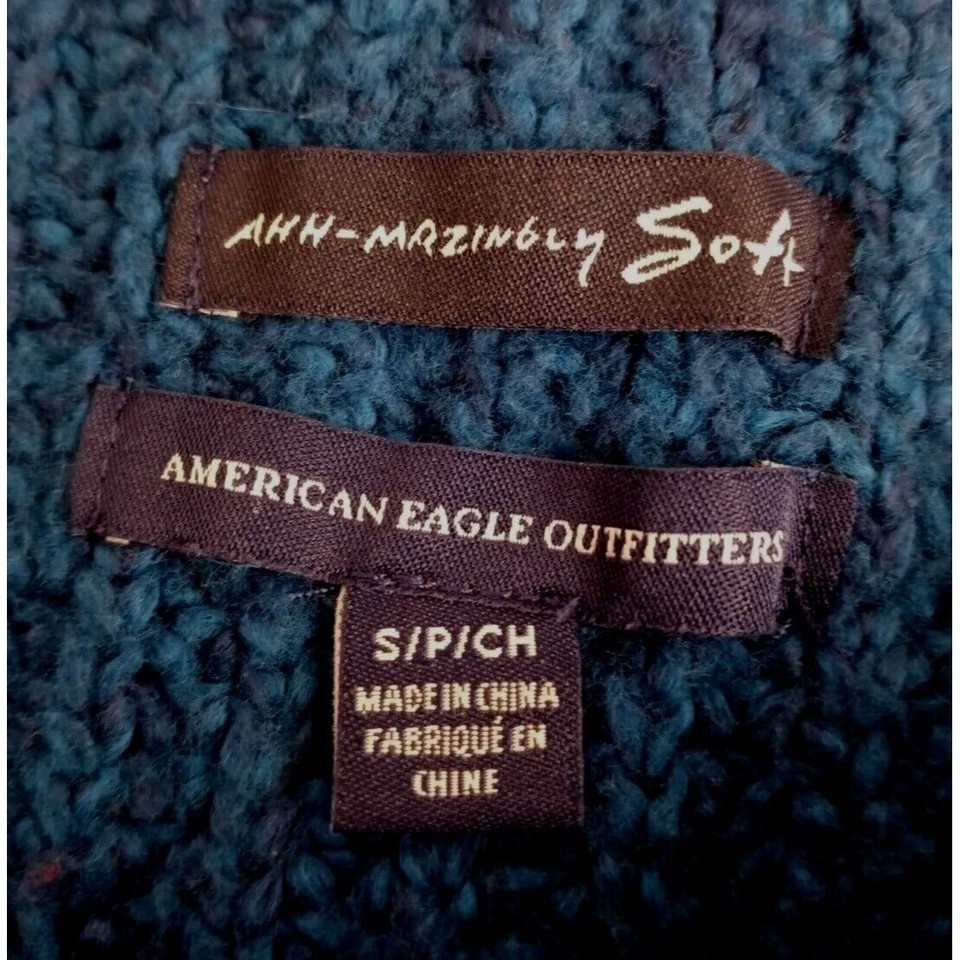 AHH-MAZINGLY Soft
AMERICAN EAGLE OUTFITTERS
S/P/CH
MADE IN CHINA
FABRIQUÉ EN
CHINE